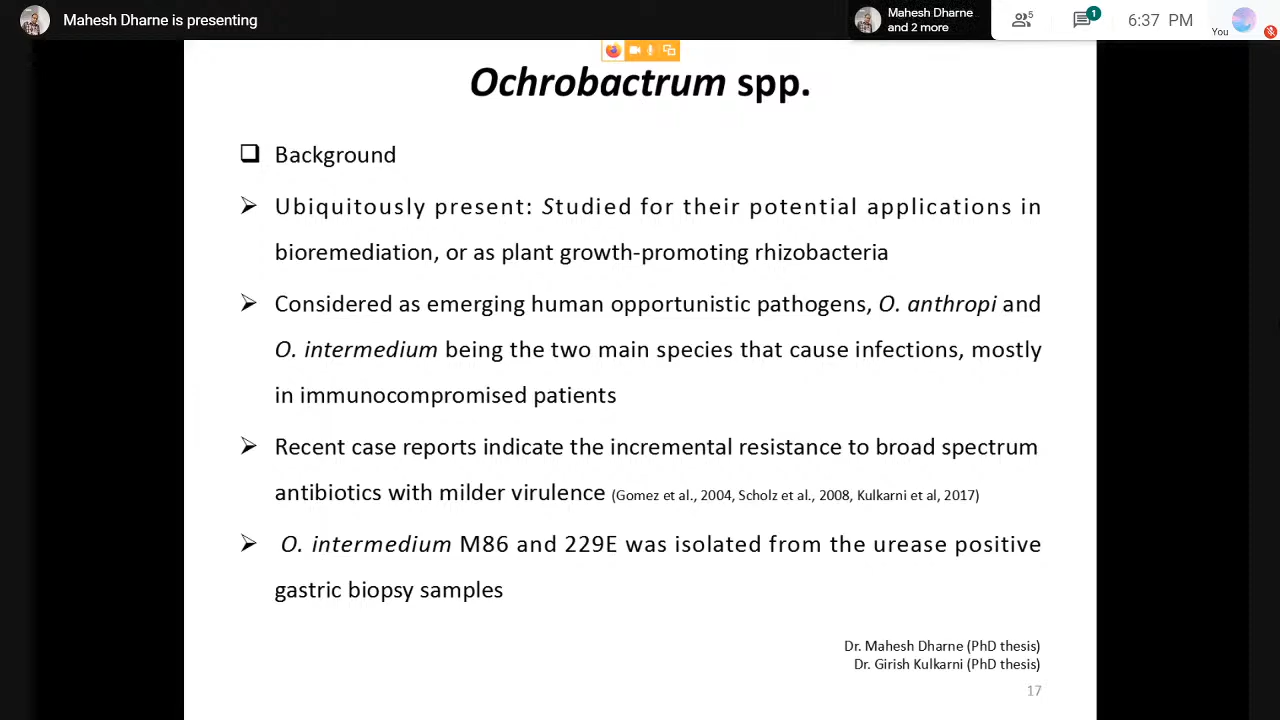 Mahesh Dharne is presenting
Mahesh Dharne
and 2 more
5
1
6:37 PM
You
Ochrobactrum spp.
Background
Ubiquitously present: Studied for their potential applications in
bioremediation, or as plant growth-promoting rhizobacteria
Considered as emerging human opportunistic pathogens, O. anthropi and
O. intermedium being the two main species that cause infections, mostly
in immunocompromised patients
Recent case reports indicate the incremental resistance to broad spectrum
antibiotics with milder virulence (Gomez et al., 2004, Scholz et al., 2008, Kulkarni et al, 2017)
O. intermedium M86 and 229E was isolated from the urease positive
gastric biopsy samples
Dr. Mahesh Dharne (PhD thesis)
Dr. Girish Kulkarni (PhD thesis)
17